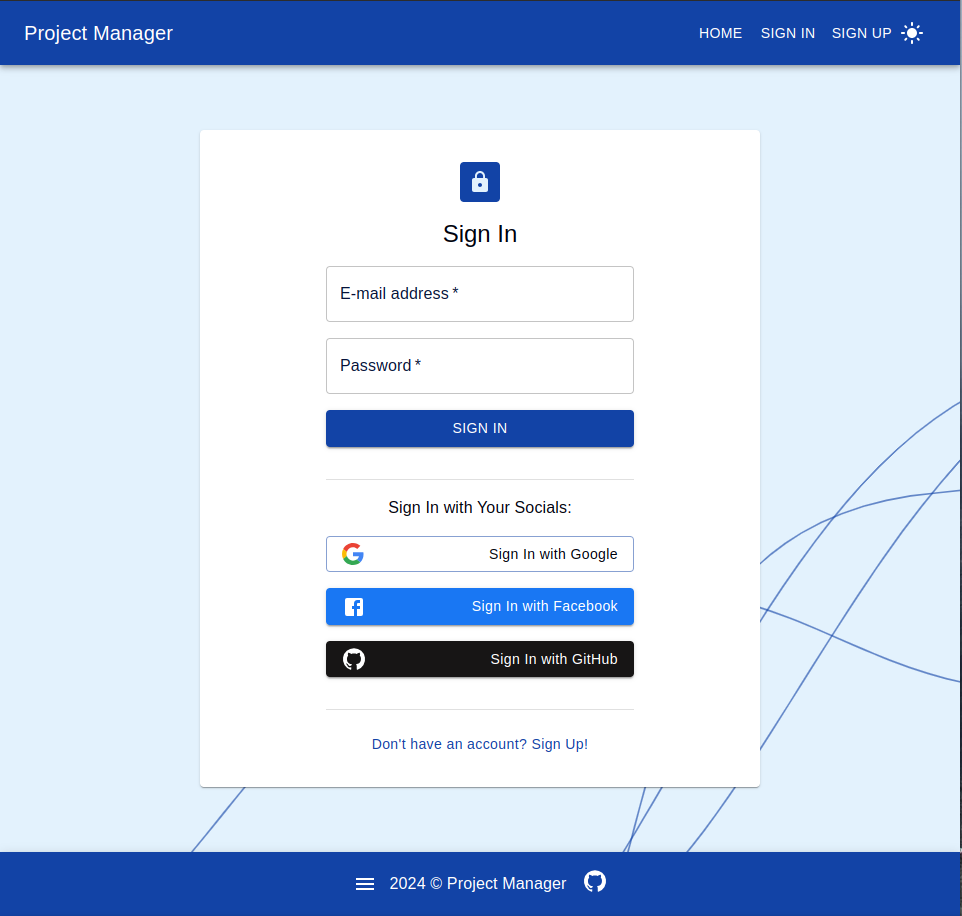 Project Manager
HOME SIGN IN SIGN UP
Sign In
E-mail address *
Password *
SIGN IN
Sign In with Your Socials:
Sign In with Google
Sign In with Facebook
Sign In with GitHub
Don't have an account? Sign Up!
2024 © Project Manager